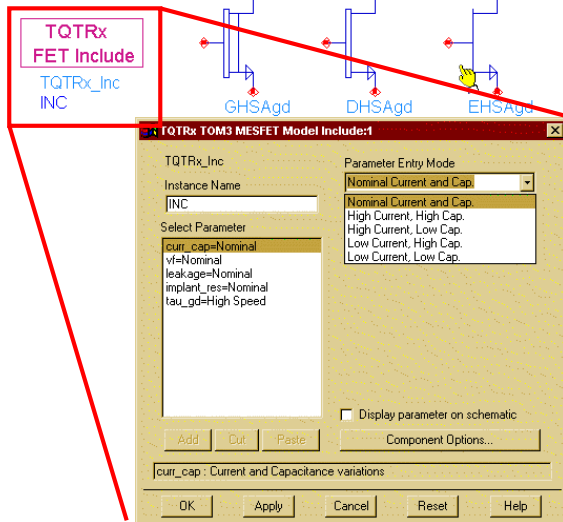 TQTRx
FET Include
TQTRx_Inc
INC
GHSAgd
DHSAgd
EHSAgd
TQTRx TOM3 MESFET Model Include:1
TQTRx_Inc
Instance Name
INC
Select Parameter
curr_cap=Nominal
vf=Nominal
leakage=Nominal
implant_res=Nominal
tau_gd=High Speed
Parameter Entry Mode
Nominal Current and Cap.
Nominal Current and Cap.
High Current, High Cap.
High Current, Low Cap.
Low Current, High Cap.
Low Current, Low Cap.
Display parameter on schematic
Add
Cut
Paste
Component Options...
curr_cap : Current and Capacitance variations
OK
Apply
Cancel
Reset
Help